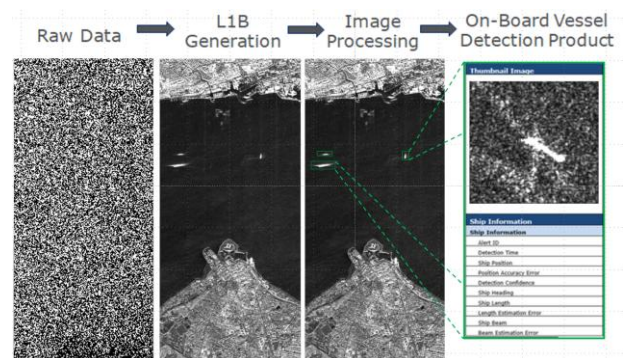 Raw Data
L1B
Generation
Image
Processing
On-Board Vessel
Detection Product
Thumbnail Image
Ship Information
Ship Information
Alert ID
Detection Time
Ship Position
Position Accuracy Error
Detection Confidence
Ship Heading
Ship Length
Length Estimation Error
Ship Beam
Beam Estimation Error